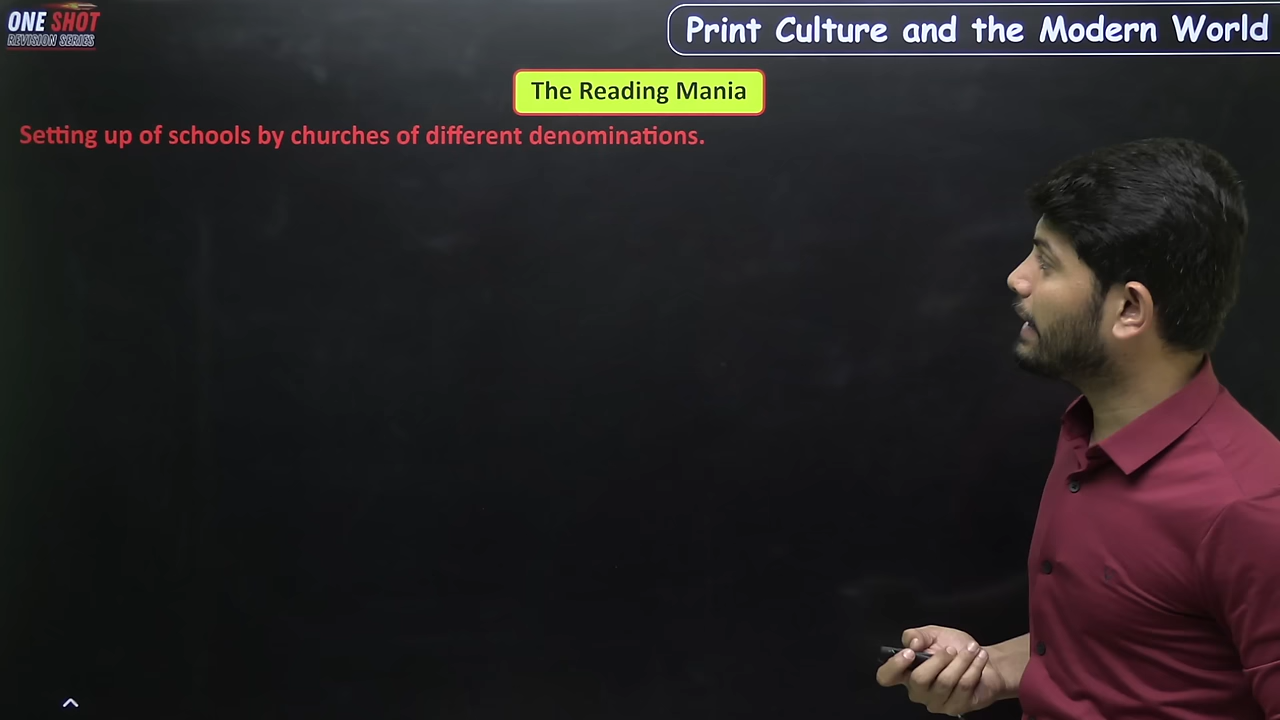 ONE SHOT
REVISION SERIES
Print Culture and the Modern World
The Reading Mania
Setting up of schools by churches of different denominations.